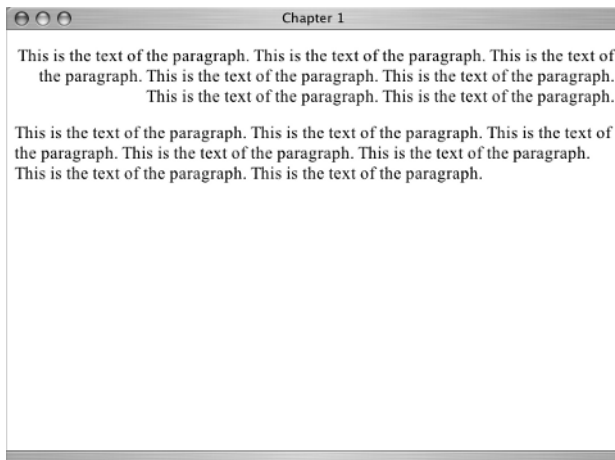 Chapter 1
This is the text of the paragraph. This is the text of the paragraph. This is the text of
the paragraph. This is the text of the paragraph. This is the text of the paragraph.
This is the text of the paragraph. This is the text of the paragraph.
This is the text of the paragraph. This is the text of the paragraph. This is the text of
the paragraph. This is the text of the paragraph. This is the text of the paragraph.
This is the text of the paragraph. This is the text of the paragraph.